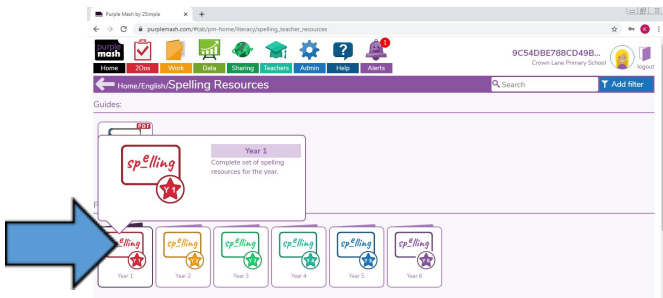 Purple Mash by 2Simple
purplemash.com/#tab/pm-home/literacy/spelling_teacher_resources
purple
mash
1
9C54DBE788CD49B...
Crown Lane Primary School
Home 2Dos Work Data Sharing Teachers Admin Help Alerts
logout
Home/English/Spelling Resources
Search
Add filter
Guides:
PDF
spelling
Year 1
Complete set of spelling
resources for the year.
spelling spelling spelling spelling spelling spelling
Year 1 Year 2 Year 3 Year 4 Year 5 Year 6